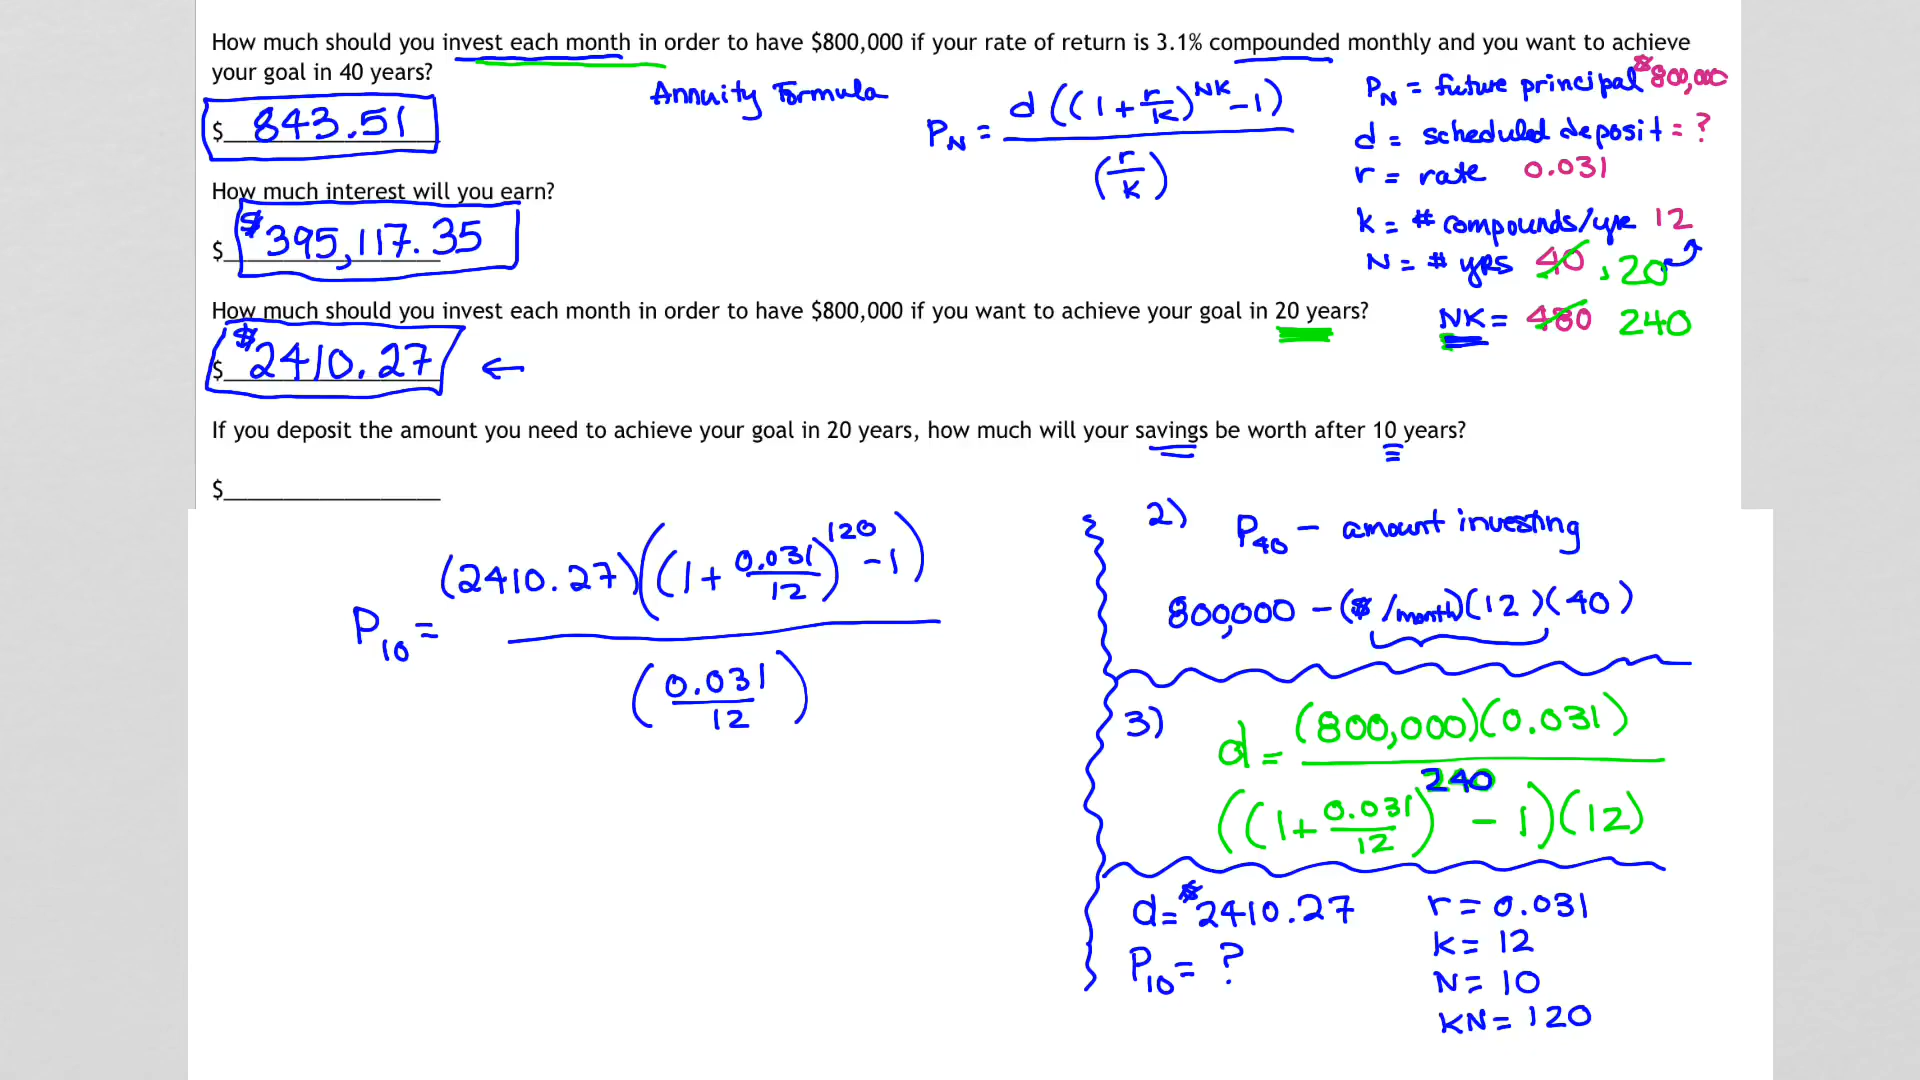 How much should you invest each month in order to have $800,000 if your rate of return is 3.1% compounded monthly and you want to achieve
your goal in 40 years?
$ 843.51
Annuity Formula
P_N = d((1+r/k)^NK -1) / (r/k)
P_N = future principal $800,000
d = scheduled deposit = ?
r = rate 0.031
k = # compounds/yr 12
N = # yrs 40, 20
NK = 480 240
How much interest will you earn?
$ $395,117.35
How much should you invest each month in order to have $800,000 if you want to achieve your goal in 20 years?
$ $2410.27 ←
If you deposit the amount you need to achieve your goal in 20 years, how much will your savings be worth after 10 years?
$
P_10 = (2410.27)((1+0.031/12)^120 -1) / (0.031/12)
2) P_40 - amount investing
800,000 - ($/month)(12)(40)
3) d = (800,000)(0.031) / ((1+0.031/12)^240 - 1)(12)
d = $2410.27
P_10 = ?
r = 0.031
k = 12
N = 10
KN = 120